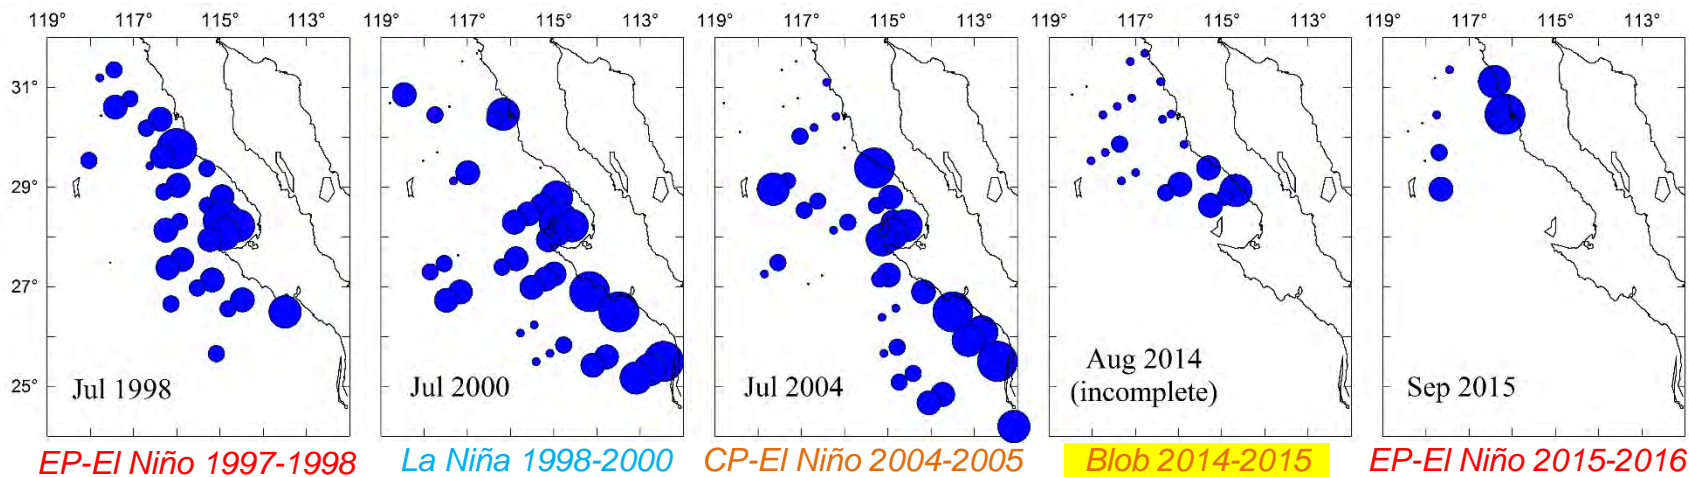 119° 117° 115° 113° 119° 117° 115° 113° 119° 117° 115° 113° 119° 117° 115° 113° 119° 117° 115° 113°
31°
29°
27°
25°
Jul 1998
Jul 2000
Jul 2004
Aug 2014
(incomplete)
Sep 2015
EP-El Niño 1997-1998
La Niña 1998-2000
CP-El Niño 2004-2005
Blob 2014-2015
EP-El Niño 2015-2016